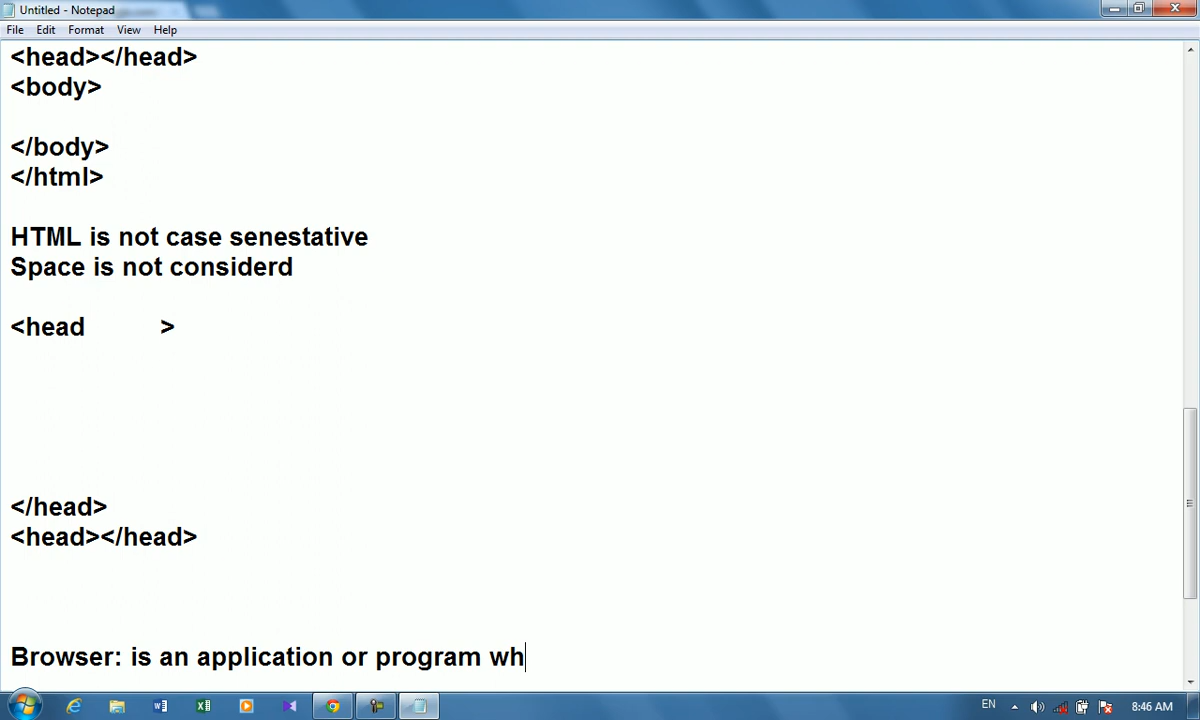 Untitled - Notepad
File Edit Format View Help
<head></head>
<body>
</body>
</html>
HTML is not case senestative
Space is not considerd
<head          >
</head>
<head></head>
Browser: is an application or program wh
EN 8:46 AM